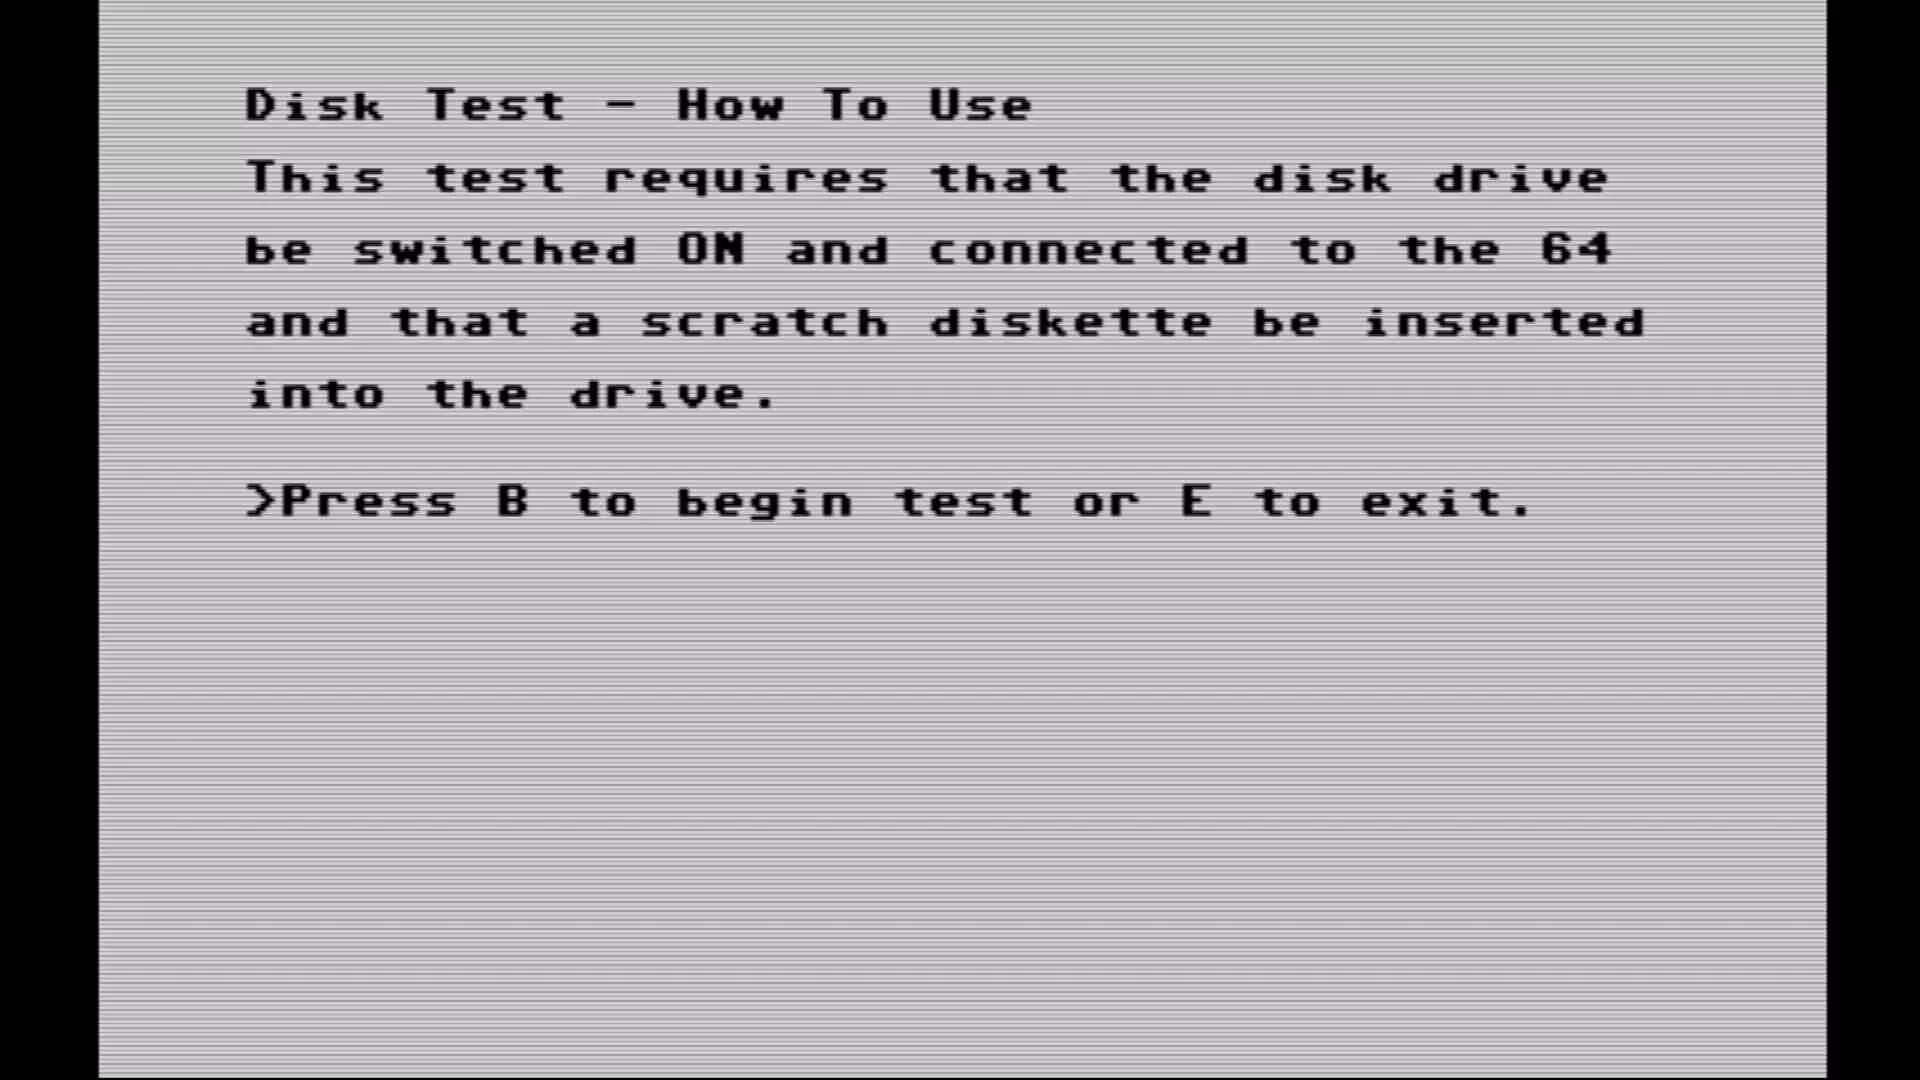 Disk Test - How To Use
This test requires that the disk drive
be switched ON and connected to the 64
and that a scratch diskette be inserted
into the drive.
>Press B to begin test or E to exit.